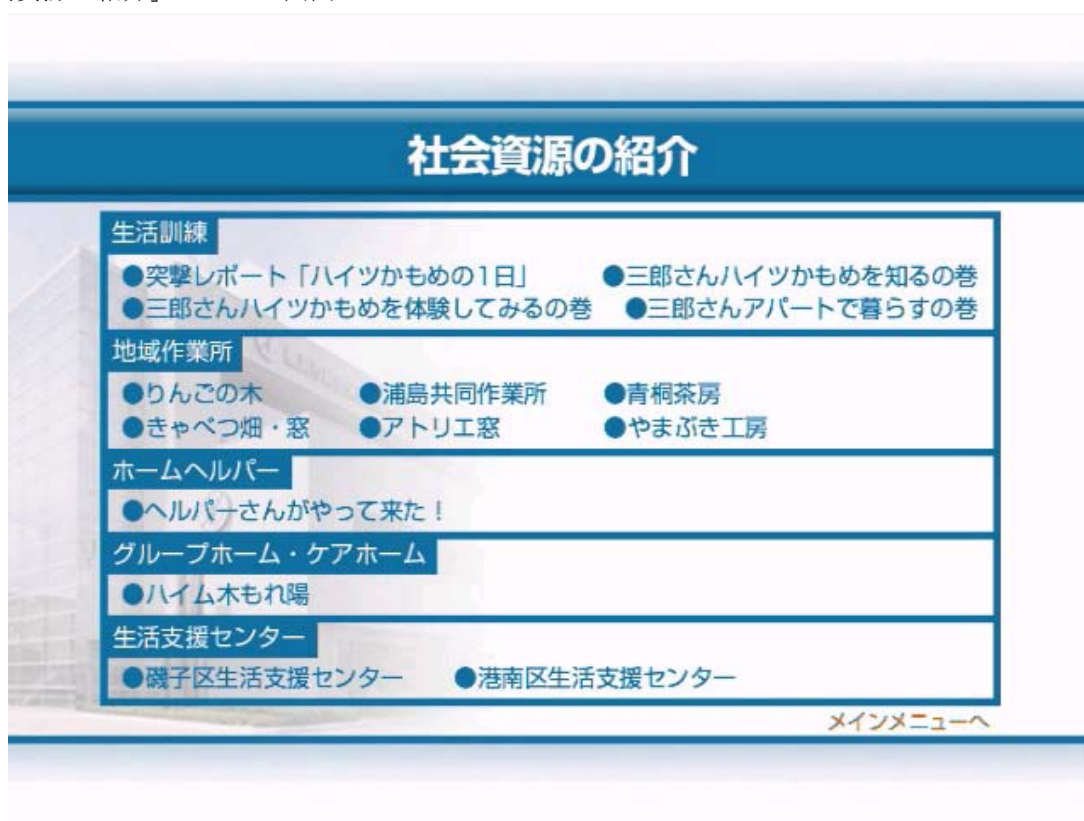 社会資源の紹介
生活訓練
●突撃レポート「ハイツかもめの1日」 ●三郎さんハイツかもめを知るの巻
●三郎さんハイツかもめを体験してみるの巻 ●三郎さんアパートで暮らすの巻
地域作業所
●りんごの木 ●浦島共同作業所 ●青桐茶房
●きゃべつ畑・窓 ●アトリエ窓 ●やまぶき工房
ホームヘルパー
●ヘルパーさんがやって来た！
グループホーム・ケアホーム
●ハイム木もれ陽
生活支援センター
●磯子区生活支援センター ●港南区生活支援センター
メインメニューへ